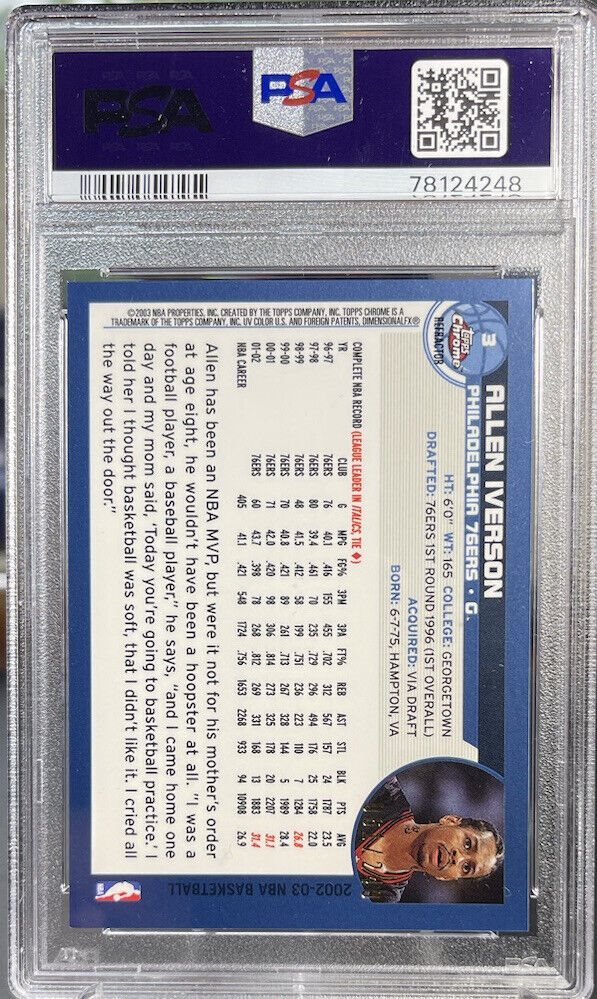 PSA
PSA
78124248
3
Topps
Chrome
REFRACTOR
ALLEN IVERSON
PHILADELPHIA 76ERS • G.
HT: 6'0" WT: 165 COLLEGE: GEORGETOWN
DRAFTED: 76ERS 1ST ROUND 1996 (1ST OVERALL)
ACQUIRED: VIA DRAFT
BORN: 6-7-75, HAMPTON, VA
COMPLETE NBA RECORD (LEAGUE LEADER IN ITALICS, TIE ♦)
YR CLUB G MPG FG% 3PM 3PA FT% REB AST STL BLK PTS AVG
96-97 76ERS 76 40.1 .416 155 455 .702 312 567 157 24 1787 23.5
97-98 76ERS 80 39.4 .461 70 235 .729 296 494 176 25 1758 22.0
98-99 76ERS 48 41.5 .412 58 199 .751 236 223 110 7 1284 26.8
99-00 76ERS 70 40.8 .421 89 261 .713 267 328 144 5 1989 28.4
00-01 76ERS 71 42.0 .420 98 306 .814 273 325 178 20 2207 31.1
01-02 76ERS 60 43.7 .398 78 268 .812 269 331 168 13 1883 31.4
NBA CAREER 405 41.1 .421 548 1724 .756 1653 2268 933 94 10908 26.9
Allen has been an NBA MVP, but were it not for his mother's order
at age eight, he wouldn't have been a hoopster at all. "I was a
football player, a baseball player," he says, "and I came home one
day and my mom said, 'Today you're going to basketball practice.' I
told her I thought basketball was soft, that I didn't like it. I cried all
the way out the door."
©2003 NBA PROPERTIES, INC. CREATED BY THE TOPPS COMPANY, INC. TOPPS CHROME IS A
TRADEMARK OF THE TOPPS COMPANY, INC. UV COLOR U.S. AND FOREIGN PATENTS, DIMENSIONALFX®
2002-03 NBA BASKETBALL
NBA
PSA